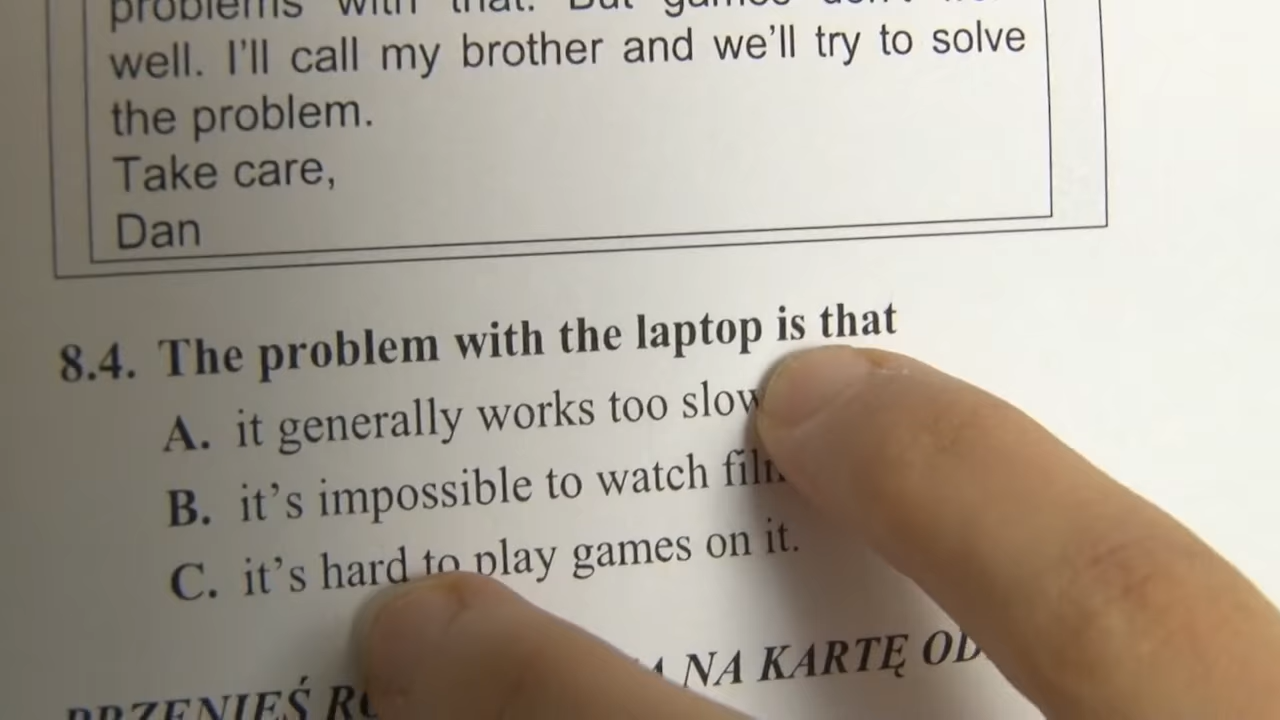 problems with that. But games don't
well. I'll call my brother and we'll try to solve
the problem.
Take care,
Dan
8.4. The problem with the laptop is that
A. it generally works too slow
B. it's impossible to watch
C. it's hard to play games on it.
PRZENIEŚ NA KARTĘ